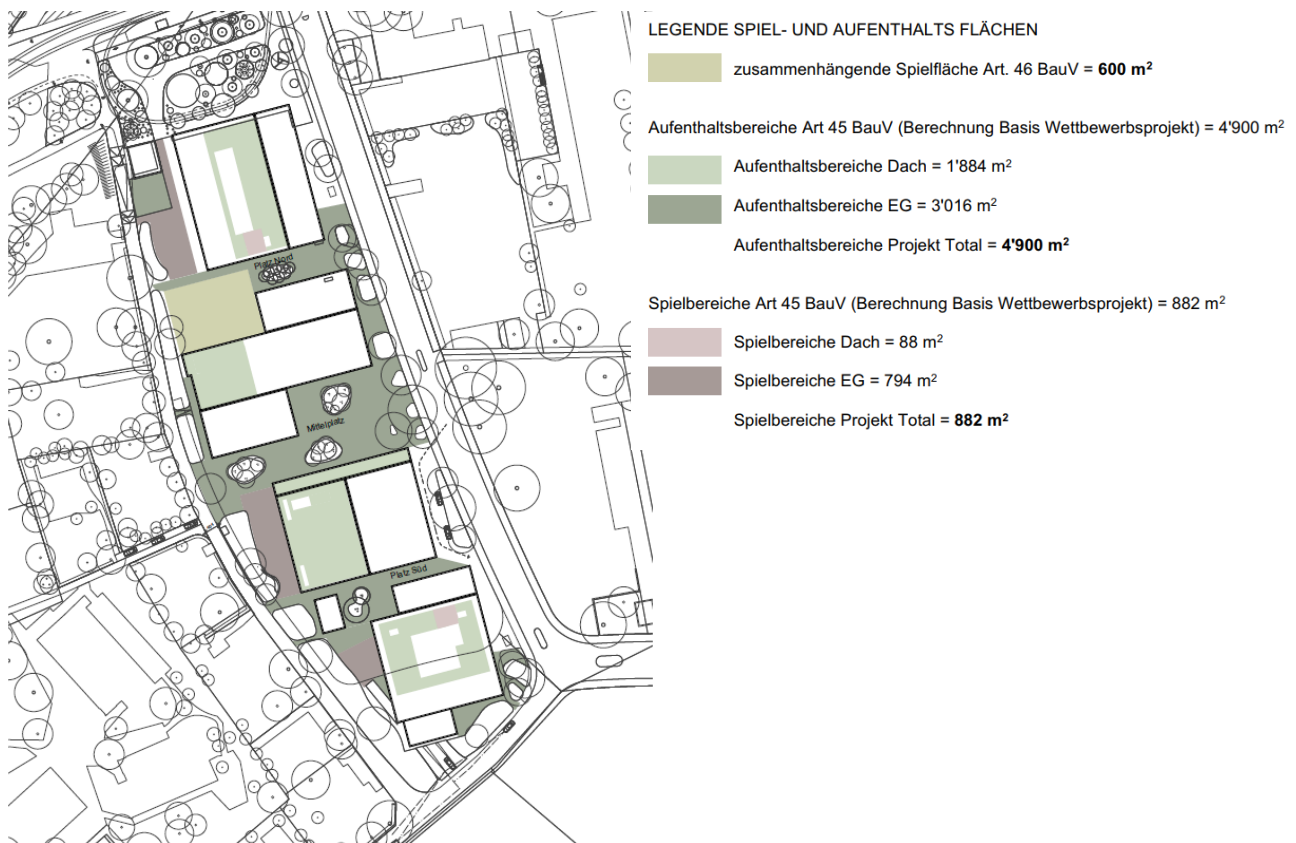 LEGENDE SPIEL- UND AUFENTHALTS FLÄCHEN
zusammenhängende Spielfläche Art. 46 BauV = 600 m²
Aufenthaltsbereiche Art 45 BauV (Berechnung Basis Wettbewerbsprojekt) = 4'900 m²
Aufenthaltsbereiche Dach = 1'884 m²
Aufenthaltsbereiche EG = 3'016 m²
Aufenthaltsbereiche Projekt Total = 4'900 m²
Spielbereiche Art 45 BauV (Berechnung Basis Wettbewerbsprojekt) = 882 m²
Spielbereiche Dach = 88 m²
Spielbereiche EG = 794 m²
Spielbereiche Projekt Total = 882 m²
Platz Nord
Mittelplatz
Platz Süd